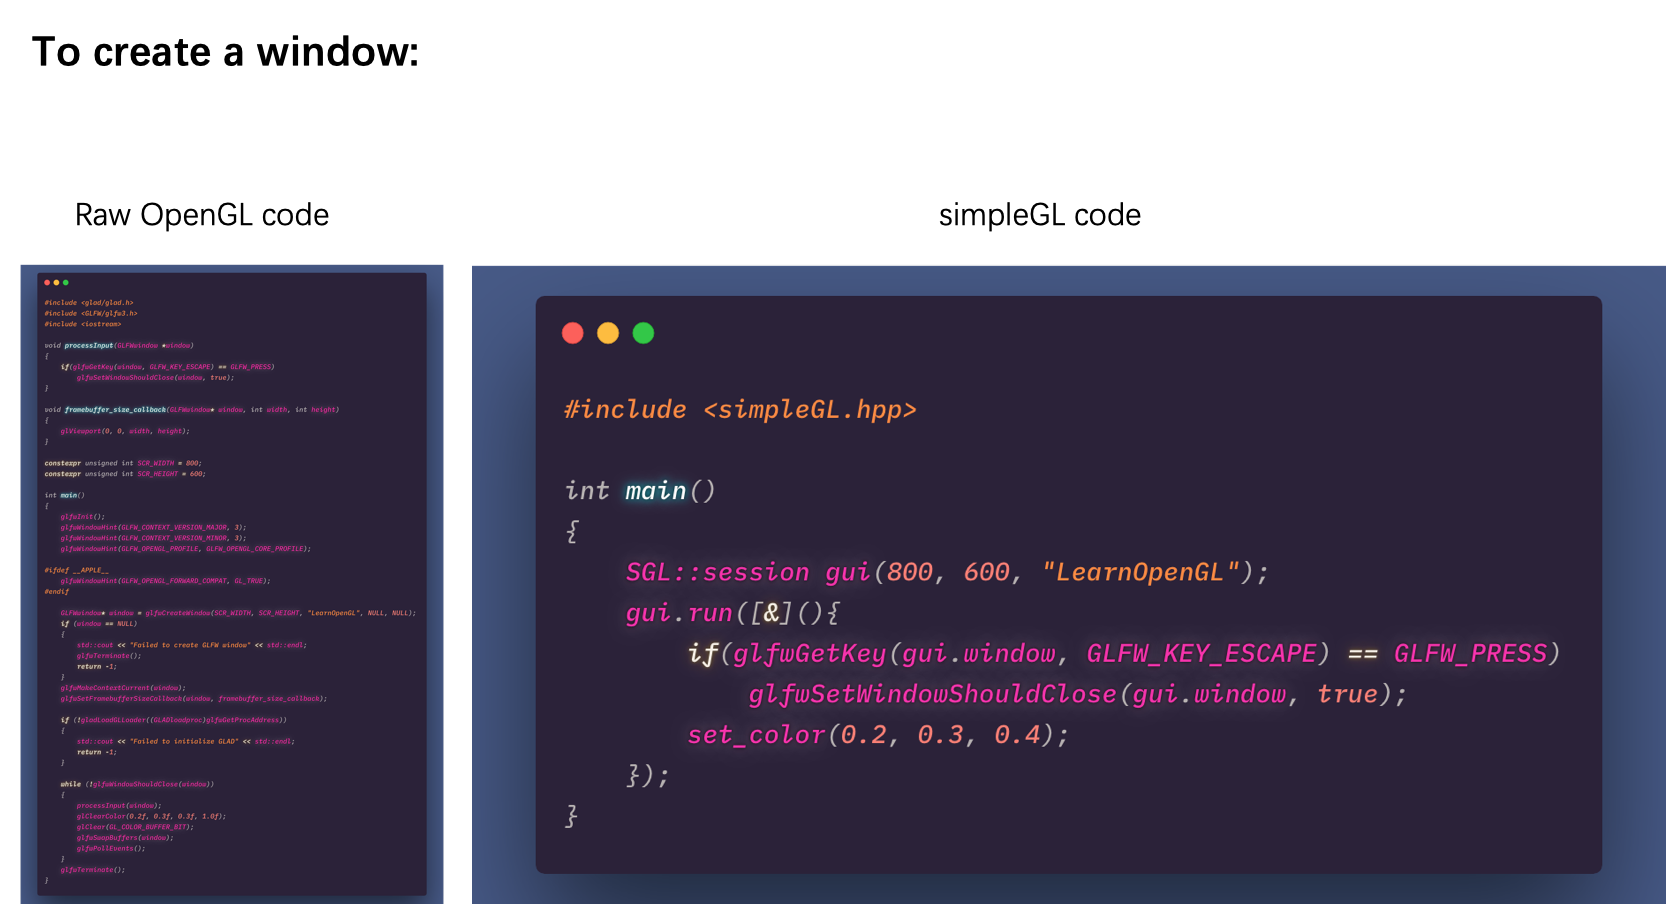 To create a window:
Raw OpenGL code
simpleGL code
#include <glad/glad.h>
#include <GLFW/glfw3.h>
#include <iostream>
void processInput(GLFWwindow *window)
{
if(glfwGetKey(window, GLFW_KEY_ESCAPE) == GLFW_PRESS)
glfwSetWindowShouldClose(window, true);
}
void framebuffer_size_callback(GLFWwindow* window, int width, int height)
{
glViewport(0, 0, width, height);
}
constexpr unsigned int SCR_WIDTH = 800;
constexpr unsigned int SCR_HEIGHT = 600;
int main()
{
glfwInit();
glfwWindowHint(GLFW_CONTEXT_VERSION_MAJOR, 3);
glfwWindowHint(GLFW_CONTEXT_VERSION_MINOR, 3);
glfwWindowHint(GLFW_OPENGL_PROFILE, GLFW_OPENGL_CORE_PROFILE);
#ifdef __APPLE__
glfwWindowHint(GLFW_OPENGL_FORWARD_COMPAT, GL_TRUE);
#endif
GLFWwindow* window = glfwCreateWindow(SCR_WIDTH, SCR_HEIGHT, "LearnOpenGL", NULL, NULL);
if (window == NULL)
{
std::cout << "Failed to create GLFW window" << std::endl;
glfwTerminate();
return -1;
}
glfwMakeContextCurrent(window);
glfwSetFramebufferSizeCallback(window, framebuffer_size_callback);
if (!gladLoadGLLoader((GLADloadproc)glfwGetProcAddress))
{
std::cout << "Failed to initialize GLAD" << std::endl;
return -1;
}
while (!glfwWindowShouldClose(window))
{
processInput(window);
glClearColor(0.2f, 0.3f, 0.3f, 1.0f);
glClear(GL_COLOR_BUFFER_BIT);
glfwSwapBuffers(window);
glfwPollEvents();
}
glfwTerminate();
}
#include <simpleGL.hpp>
int main()
{
SGL::session gui(800, 600, "LearnOpenGL");
gui.run([&](){
if(glfwGetKey(gui.window, GLFW_KEY_ESCAPE) == GLFW_PRESS)
glfwSetWindowShouldClose(gui.window, true);
set_color(0.2, 0.3, 0.4);
});
}